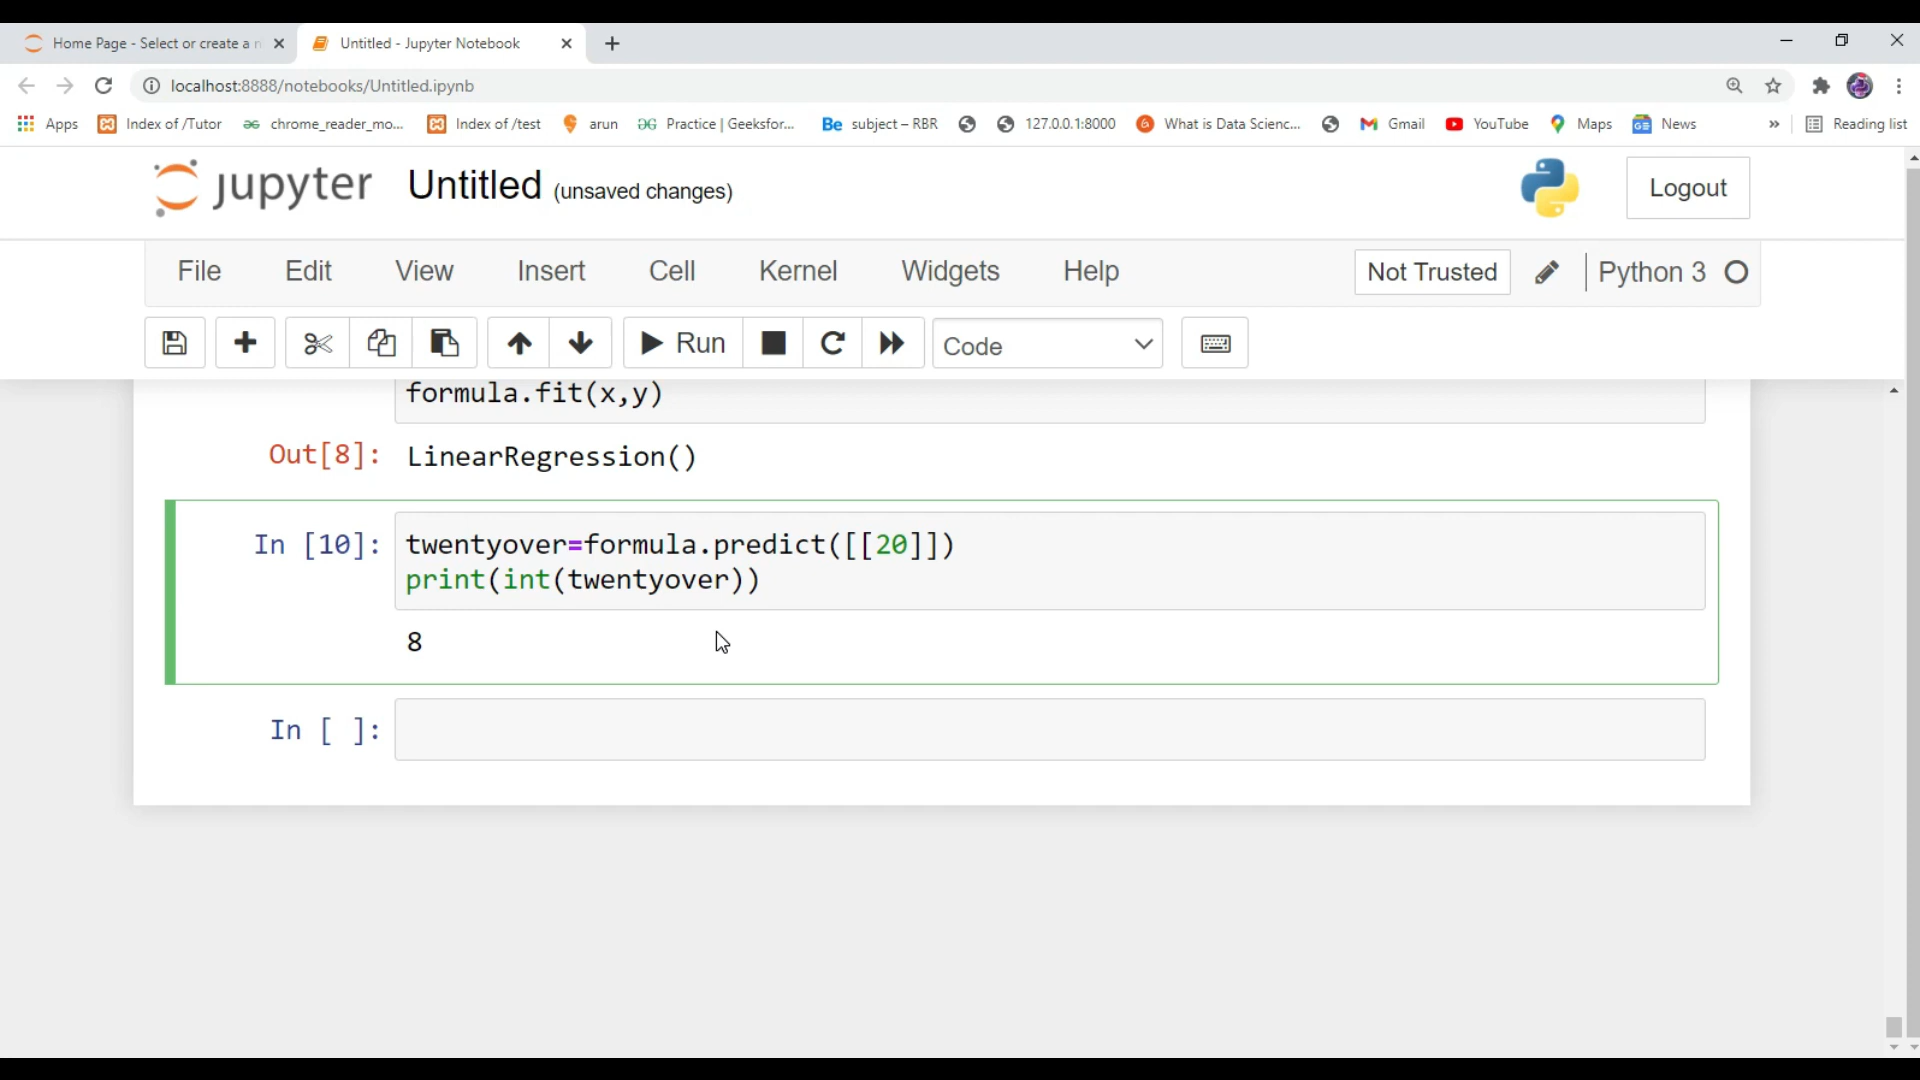 Home Page - Select or create a n
Untitled - Jupyter Notebook
localhost:8888/notebooks/Untitled.ipynb
Apps
Index of /Tutor
chrome_reader_mo...
Index of /test
arun
Practice | Geeksfor...
Be subject – RBR
127.0.0.1:8000
What is Data Scienc...
Gmail
YouTube
Maps
News
»
Reading list
jupyter Untitled (unsaved changes)
Logout
File Edit View Insert Cell Kernel Widgets Help
Not Trusted
Python 3
Run
Code
formula.fit(x,y)
Out[8]: LinearRegression()
In [10]: twentyover=formula.predict([[20]])
print(int(twentyover))
8
In [ ]: